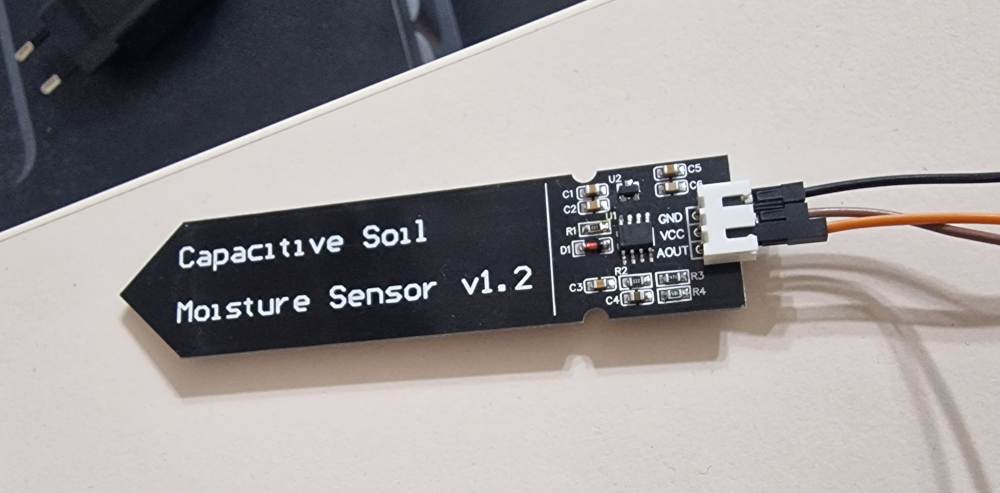 Capacitive Soil
Moisture Sensor v1.2
C1
C2
R1
D1
U2
U1
C3
R2
C4
C5
C6
GND
VCC
AOUT
R3
R4